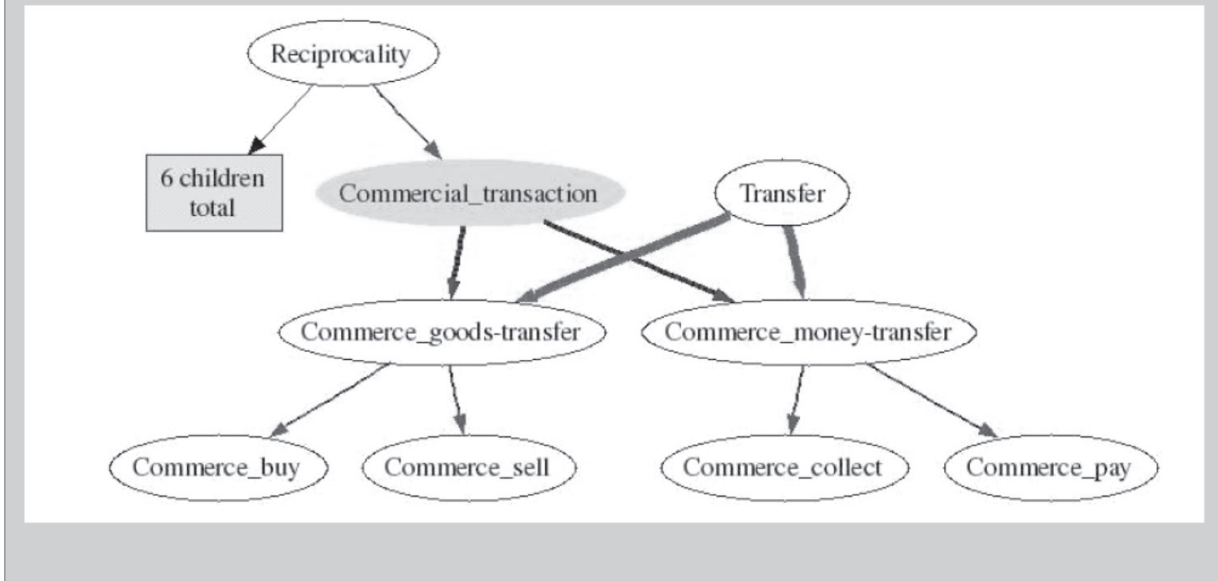 Reciprocality
6 children
total
Commercial_transaction
Transfer
Commerce_goods-transfer
Commerce_money-transfer
Commerce_buy
Commerce_sell
Commerce_collect
Commerce_pay